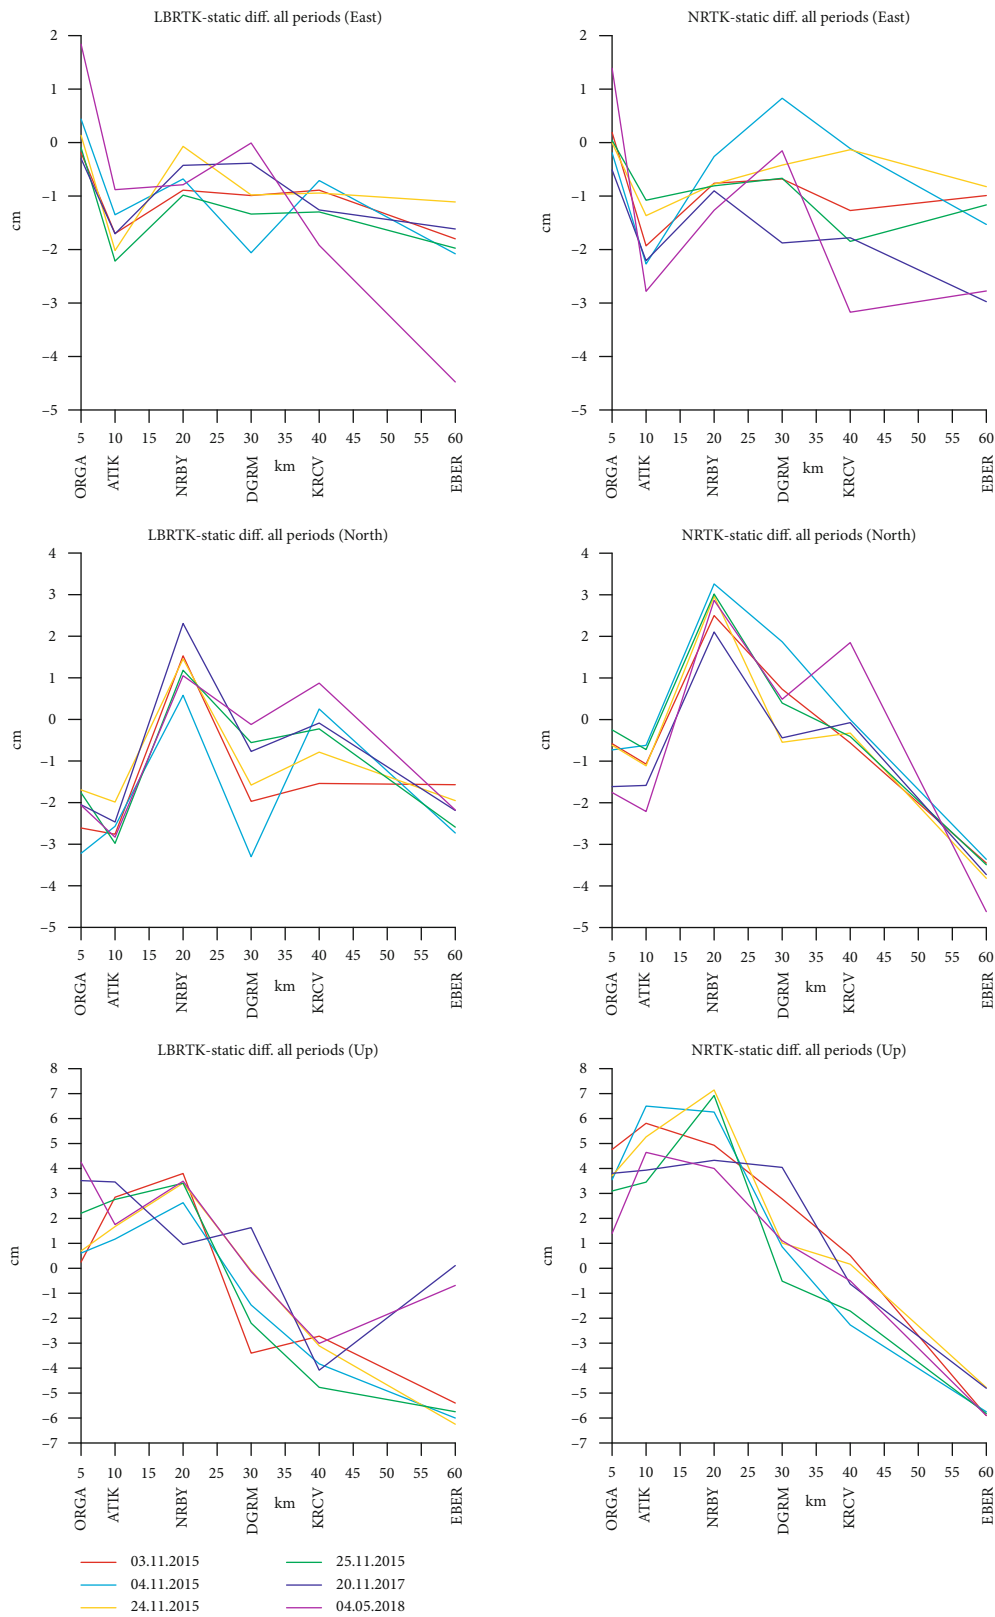 LBRTK-static diff. all periods (East)
2
1
0
–1
–2
–3
–4
–5
cm
5 10 15 20 25 30 35 40 45 50 55 60
km
ORGA ATIK NRBY DGRM KRCV EBER
NRTK-static diff. all periods (East)
2
1
0
–1
–2
–3
–4
–5
cm
5 10 15 20 25 30 35 40 45 50 55 60
km
ORGA ATIK NRBY DGRM KRCV EBER
LBRTK-static diff. all periods (North)
4
3
2
1
0
–1
–2
–3
–4
–5
cm
5 10 15 20 25 30 35 40 45 50 55 60
km
ORGA ATIK NRBY DGRM KRCV EBER
NRTK-static diff. all periods (North)
4
3
2
1
0
–1
–2
–3
–4
–5
cm
5 10 15 20 25 30 35 40 45 50 55 60
km
ORGA ATIK NRBY DGRM KRCV EBER
LBRTK-static diff. all periods (Up)
8
7
6
5
4
3
2
1
0
–1
–2
–3
–4
–5
–6
–7
cm
5 10 15 20 25 30 35 40 45 50 55 60
km
ORGA ATIK NRBY DGRM KRCV EBER
NRTK-static diff. all periods (Up)
8
7
6
5
4
3
2
1
0
–1
–2
–3
–4
–5
–6
–7
cm
5 10 15 20 25 30 35 40 45 50 55 60
km
ORGA ATIK NRBY DGRM KRCV EBER
03.11.2015
04.11.2015
24.11.2015
25.11.2015
20.11.2017
04.05.2018